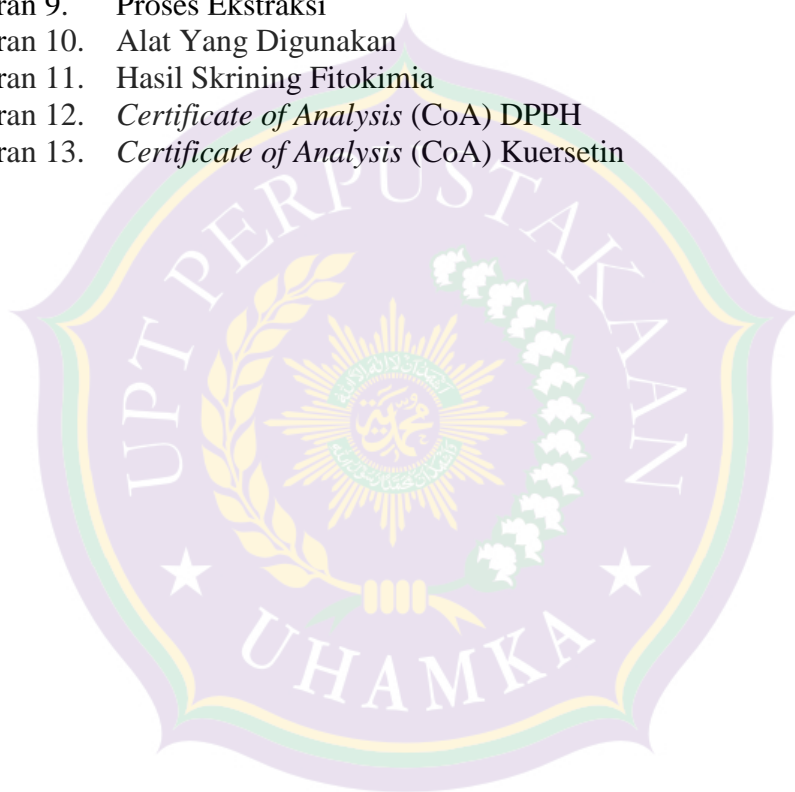 ran 9. Proses Ekstraksi
ran 10. Alat Yang Digunakan
ran 11. Hasil Skrining Fitokimia
ran 12. Certificate of Analysis (CoA) DPPH
ran 13. Certificate of Analysis (CoA) Kuersetin
UPT PERPUSTAKAAN
محمدية
UHAMKA